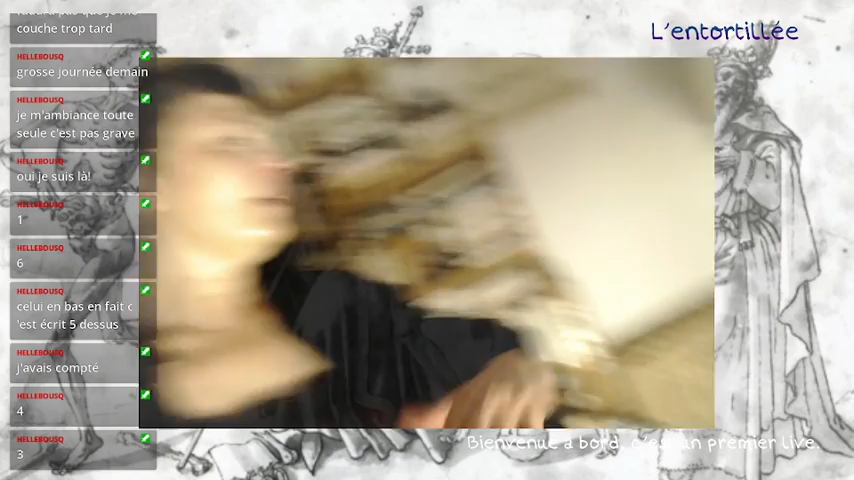 couche trop tard
HELLEBOUSQ
grosse journée demain
HELLEBOUSQ
je m'ambiance toute
seule c'est pas grave
HELLEBOUSQ
oui je suis là!
HELLEBOUSQ
1
HELLEBOUSQ
6
HELLEBOUSQ
celui en bas en fait c
'est écrit 5 dessus
HELLEBOUSQ
j'avais compté
HELLEBOUSQ
4
HELLEBOUSQ
3
L'entortillée
Bienvenue à bord, c'est un premier live.